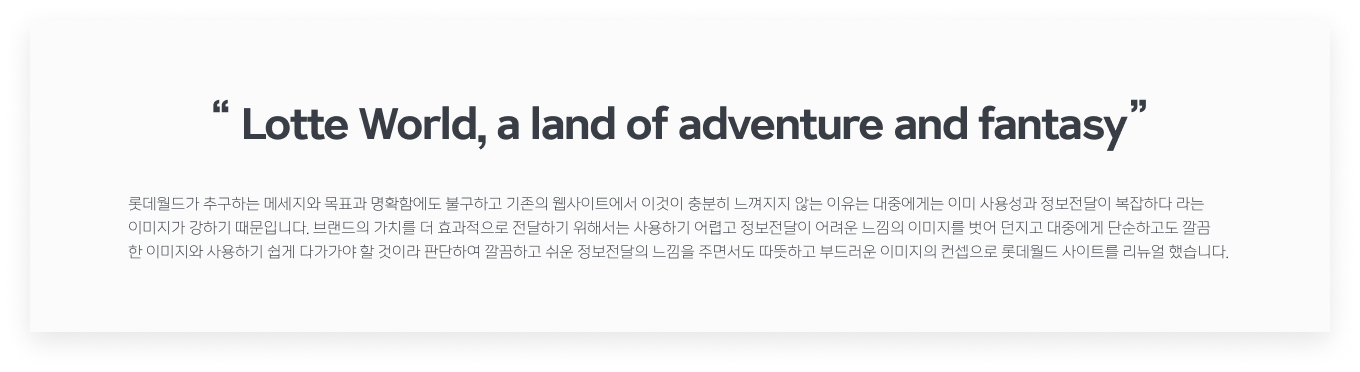 “ Lotte World, a land of adventure and fantasy”
롯데월드가 추구하는 메세지와 목표과 명확함에도 불구하고 기존의 웹사이트에서 이것이 충분히 느껴지지 않는 이유는 대중에게는 이미 사용성과 정보전달이 복잡하다 라는
이미지가 강하기 때문입니다. 브랜드의 가치를 더 효과적으로 전달하기 위해서는 사용하기 어렵고 정보전달이 어려운 느낌의 이미지를 벗어 던지고 대중에게 단순하고도 깔끔
한 이미지와 사용하기 쉽게 다가가야 할 것이라 판단하여 깔끔하고 쉬운 정보전달의 느낌을 주면서도 따뜻하고 부드러운 이미지의 컨셉으로 롯데월드 사이트를 리뉴얼 했습니다.